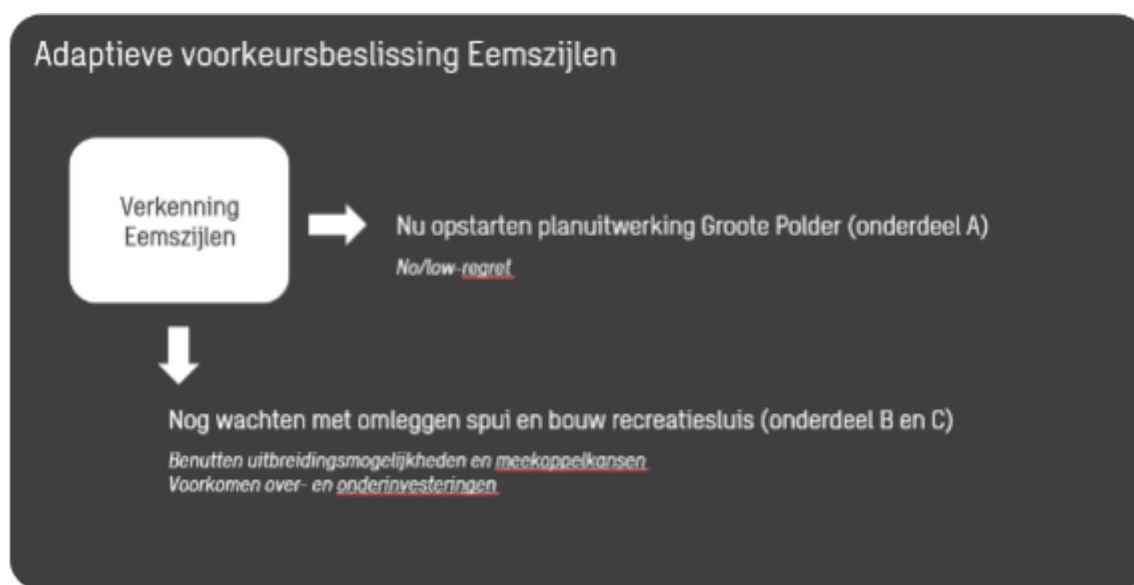 Adaptieve voorkeursbeslissing Eemszijlen
Verkenning
Eemszijlen
Nu opstarten planuitwerking Groote Polder (onderdeel A)
No/low-regret
Nog wachten met omleggen spui en bouw recreatiesluis (onderdeel B en C)
Benutten uitbreidingsmogelijkheden en meekoppelkansen
Voorkomen over- en onderinvesteringen